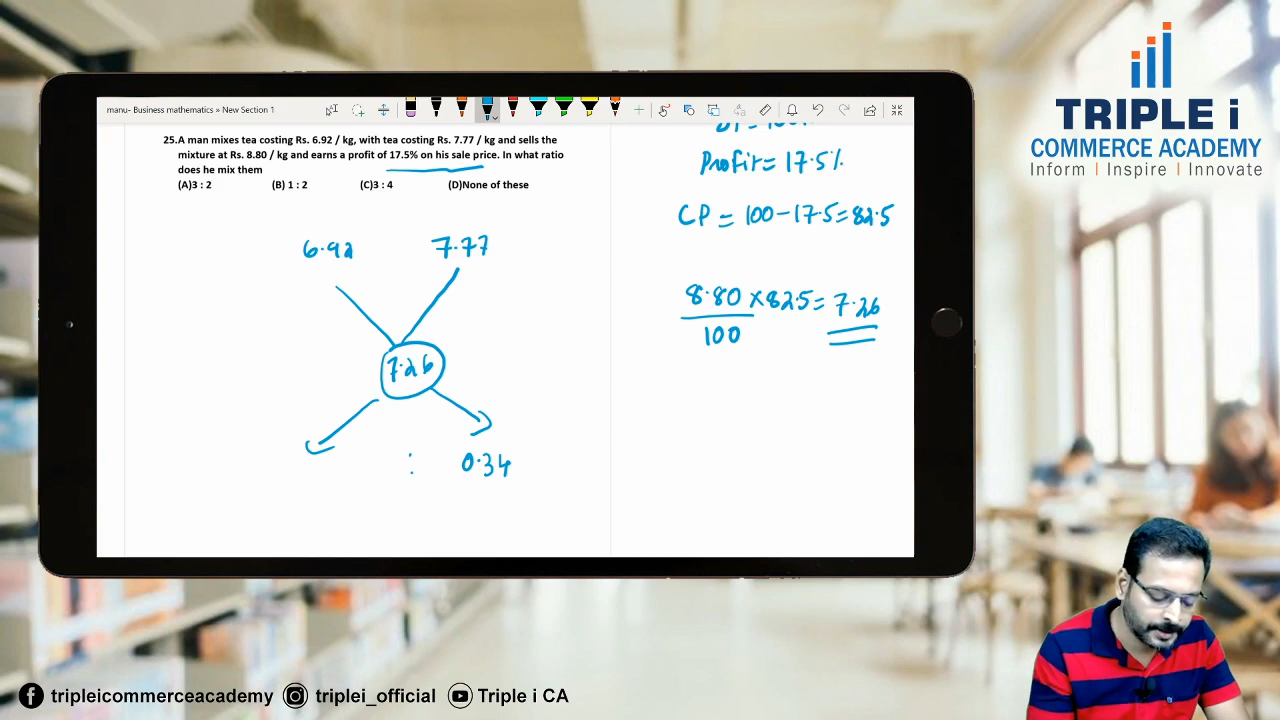 manu- Business mathematics » New Section 1
25.A man mixes tea costing Rs. 6.92 / kg, with tea costing Rs. 7.77 / kg and sells the
mixture at Rs. 8.80 / kg and earns a profit of 17.5% on his sale price. In what ratio
does he mix them
(A)3 : 2 (B) 1 : 2 (C)3 : 4 (D)None of these
6.92 7.77
7.26
: 0.34
Profit = 17.5%
CP = 100-17.5=82.5
8.80 ×82.5= 7.26
100
TRIPLE i
COMMERCE ACADEMY
Inform | Inspire | Innovate
tripleicommerceacademy triplei_official Triple i CA